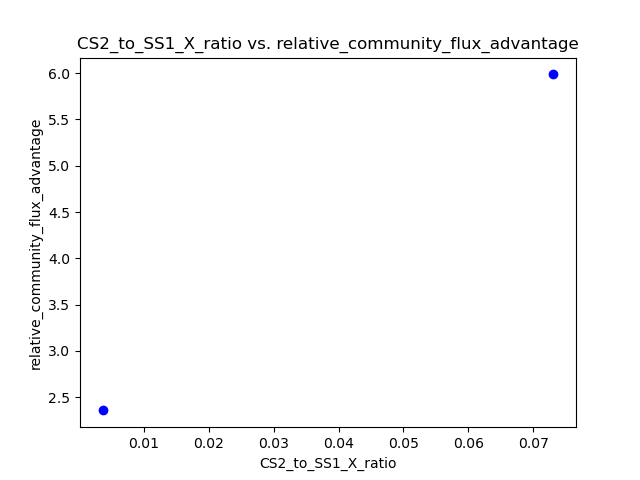 CS2_to_SS1_X_ratio vs. relative_community_flux_advantage
6.0
5.5
5.0
4.5
4.0
3.5
3.0
2.5
relative_community_flux_advantage
0.01 0.02 0.03 0.04 0.05 0.06 0.07
CS2_to_SS1_X_ratio